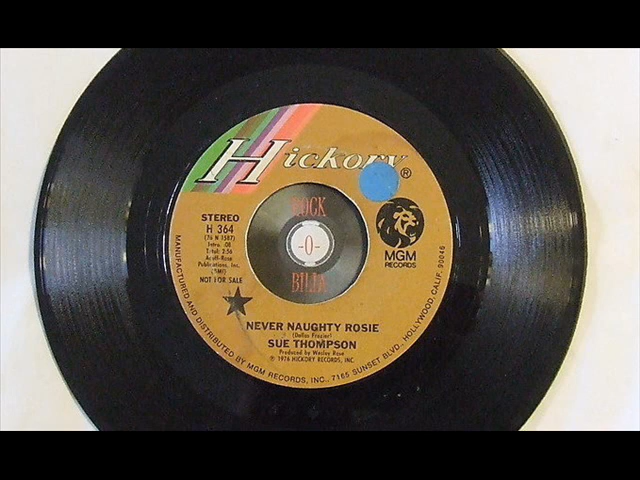 Hickory®
STEREO
H 364
(76 N 1587)
Intro. :08
Total: 2:56
Acuff-Rose
Publications, Inc.
(BMI)
NOT FOR SALE
ROCK
-O-
BILIA
MGM
RECORDS
NEVER NAUGHTY ROSIE
(Dallas Frazier)
SUE THOMPSON
Produced by Wesley Rose
℗ 1976 HICKORY RECORDS, INC.
MANUFACTURED AND DISTRIBUTED BY MGM RECORDS, INC., 7165 SUNSET BLVD., HOLLYWOOD, CALIF. 90046